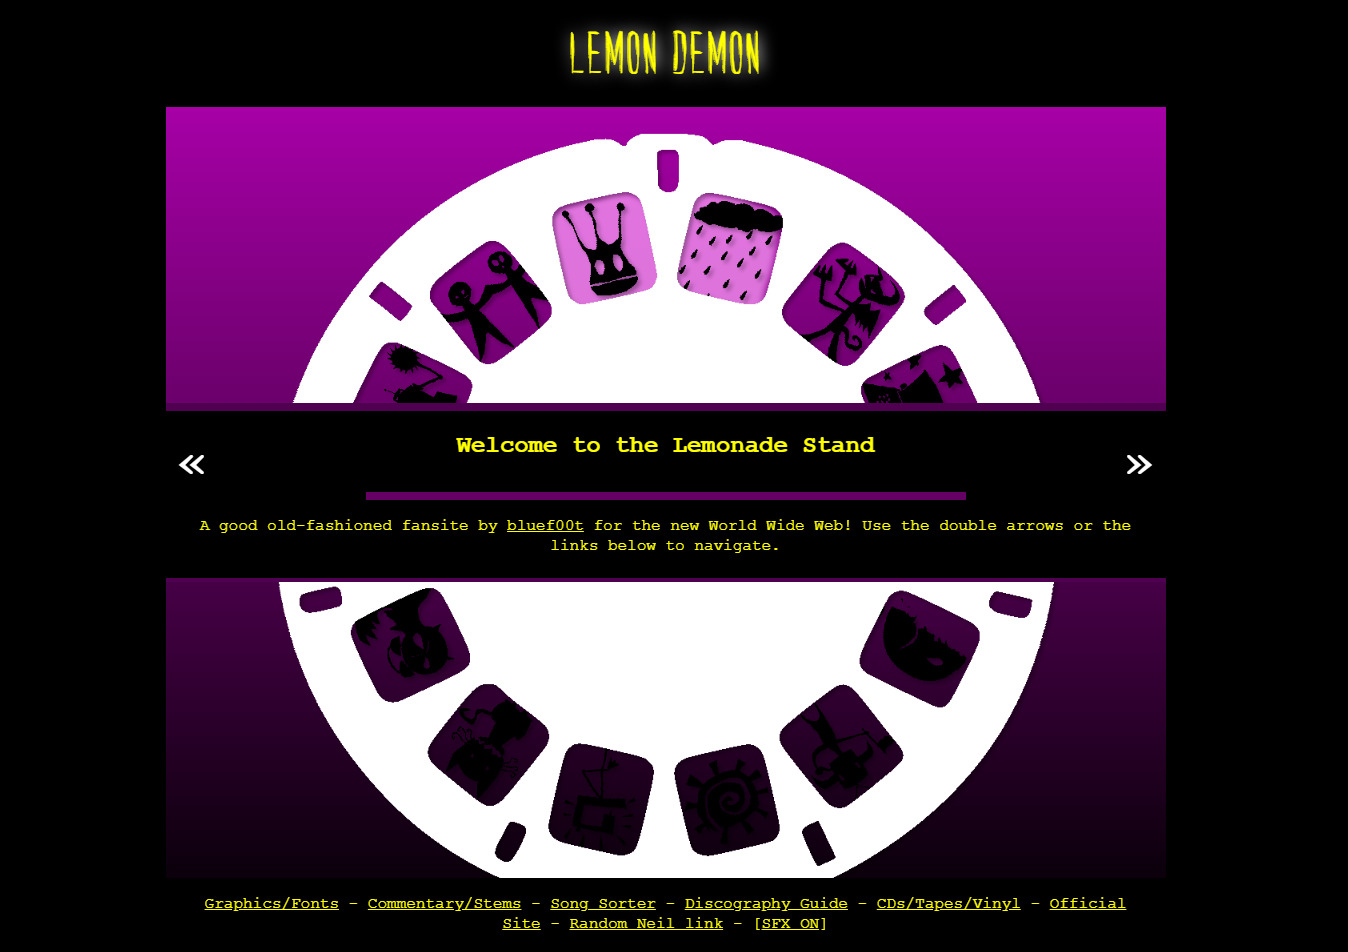 LEMON DEMON
Welcome to the Lemonade Stand
A good old-fashioned fansite by bluef00t for the new World Wide Web! Use the double arrows or the
links below to navigate.
Graphics/Fonts - Commentary/Stems - Song Sorter - Discography Guide - CDs/Tapes/Vinyl - Official
Site - Random Neil link - [SFX ON]